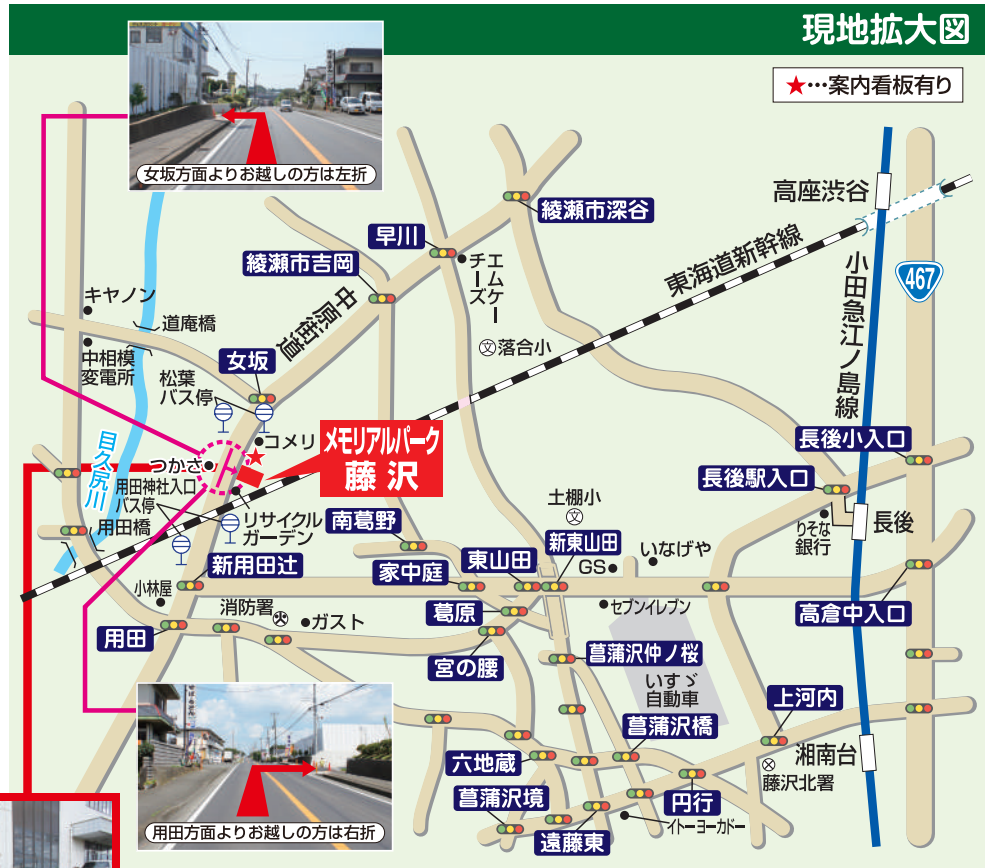 現地拡大図
★…案内看板有り
女坂方面よりお越しの方は左折
高座渋谷
綾瀬市深谷
早川
467
綾瀬市吉岡
エムケー
チーズ
東海道新幹線
中原街道
小田急江ノ島線
キヤノン
道庵橋
落合小
文
中相模
変電所
松葉
バス停
女坂
コメリ
★
メモリアルパーク
藤沢
長後小入口
目久尻川
つかさ
長後駅入口
用田神社入口
バス停
土棚小
文
用田橋
リサイクル
ガーデン
南葛野
新東山田
いなげや
りそな
銀行
長後
新用田辻
家中庭
東山田
GS
小林屋
消防署
ガスト
葛原
セブンイレブン
高倉中入口
用田
宮の腰
菖蒲沢仲ノ桜
いすゞ
自動車
上河内
菖蒲沢橋
湘南台
六地蔵
藤沢北署
菖蒲沢境
円行
イトーヨーカドー
遠藤東
用田方面よりお越しの方は右折